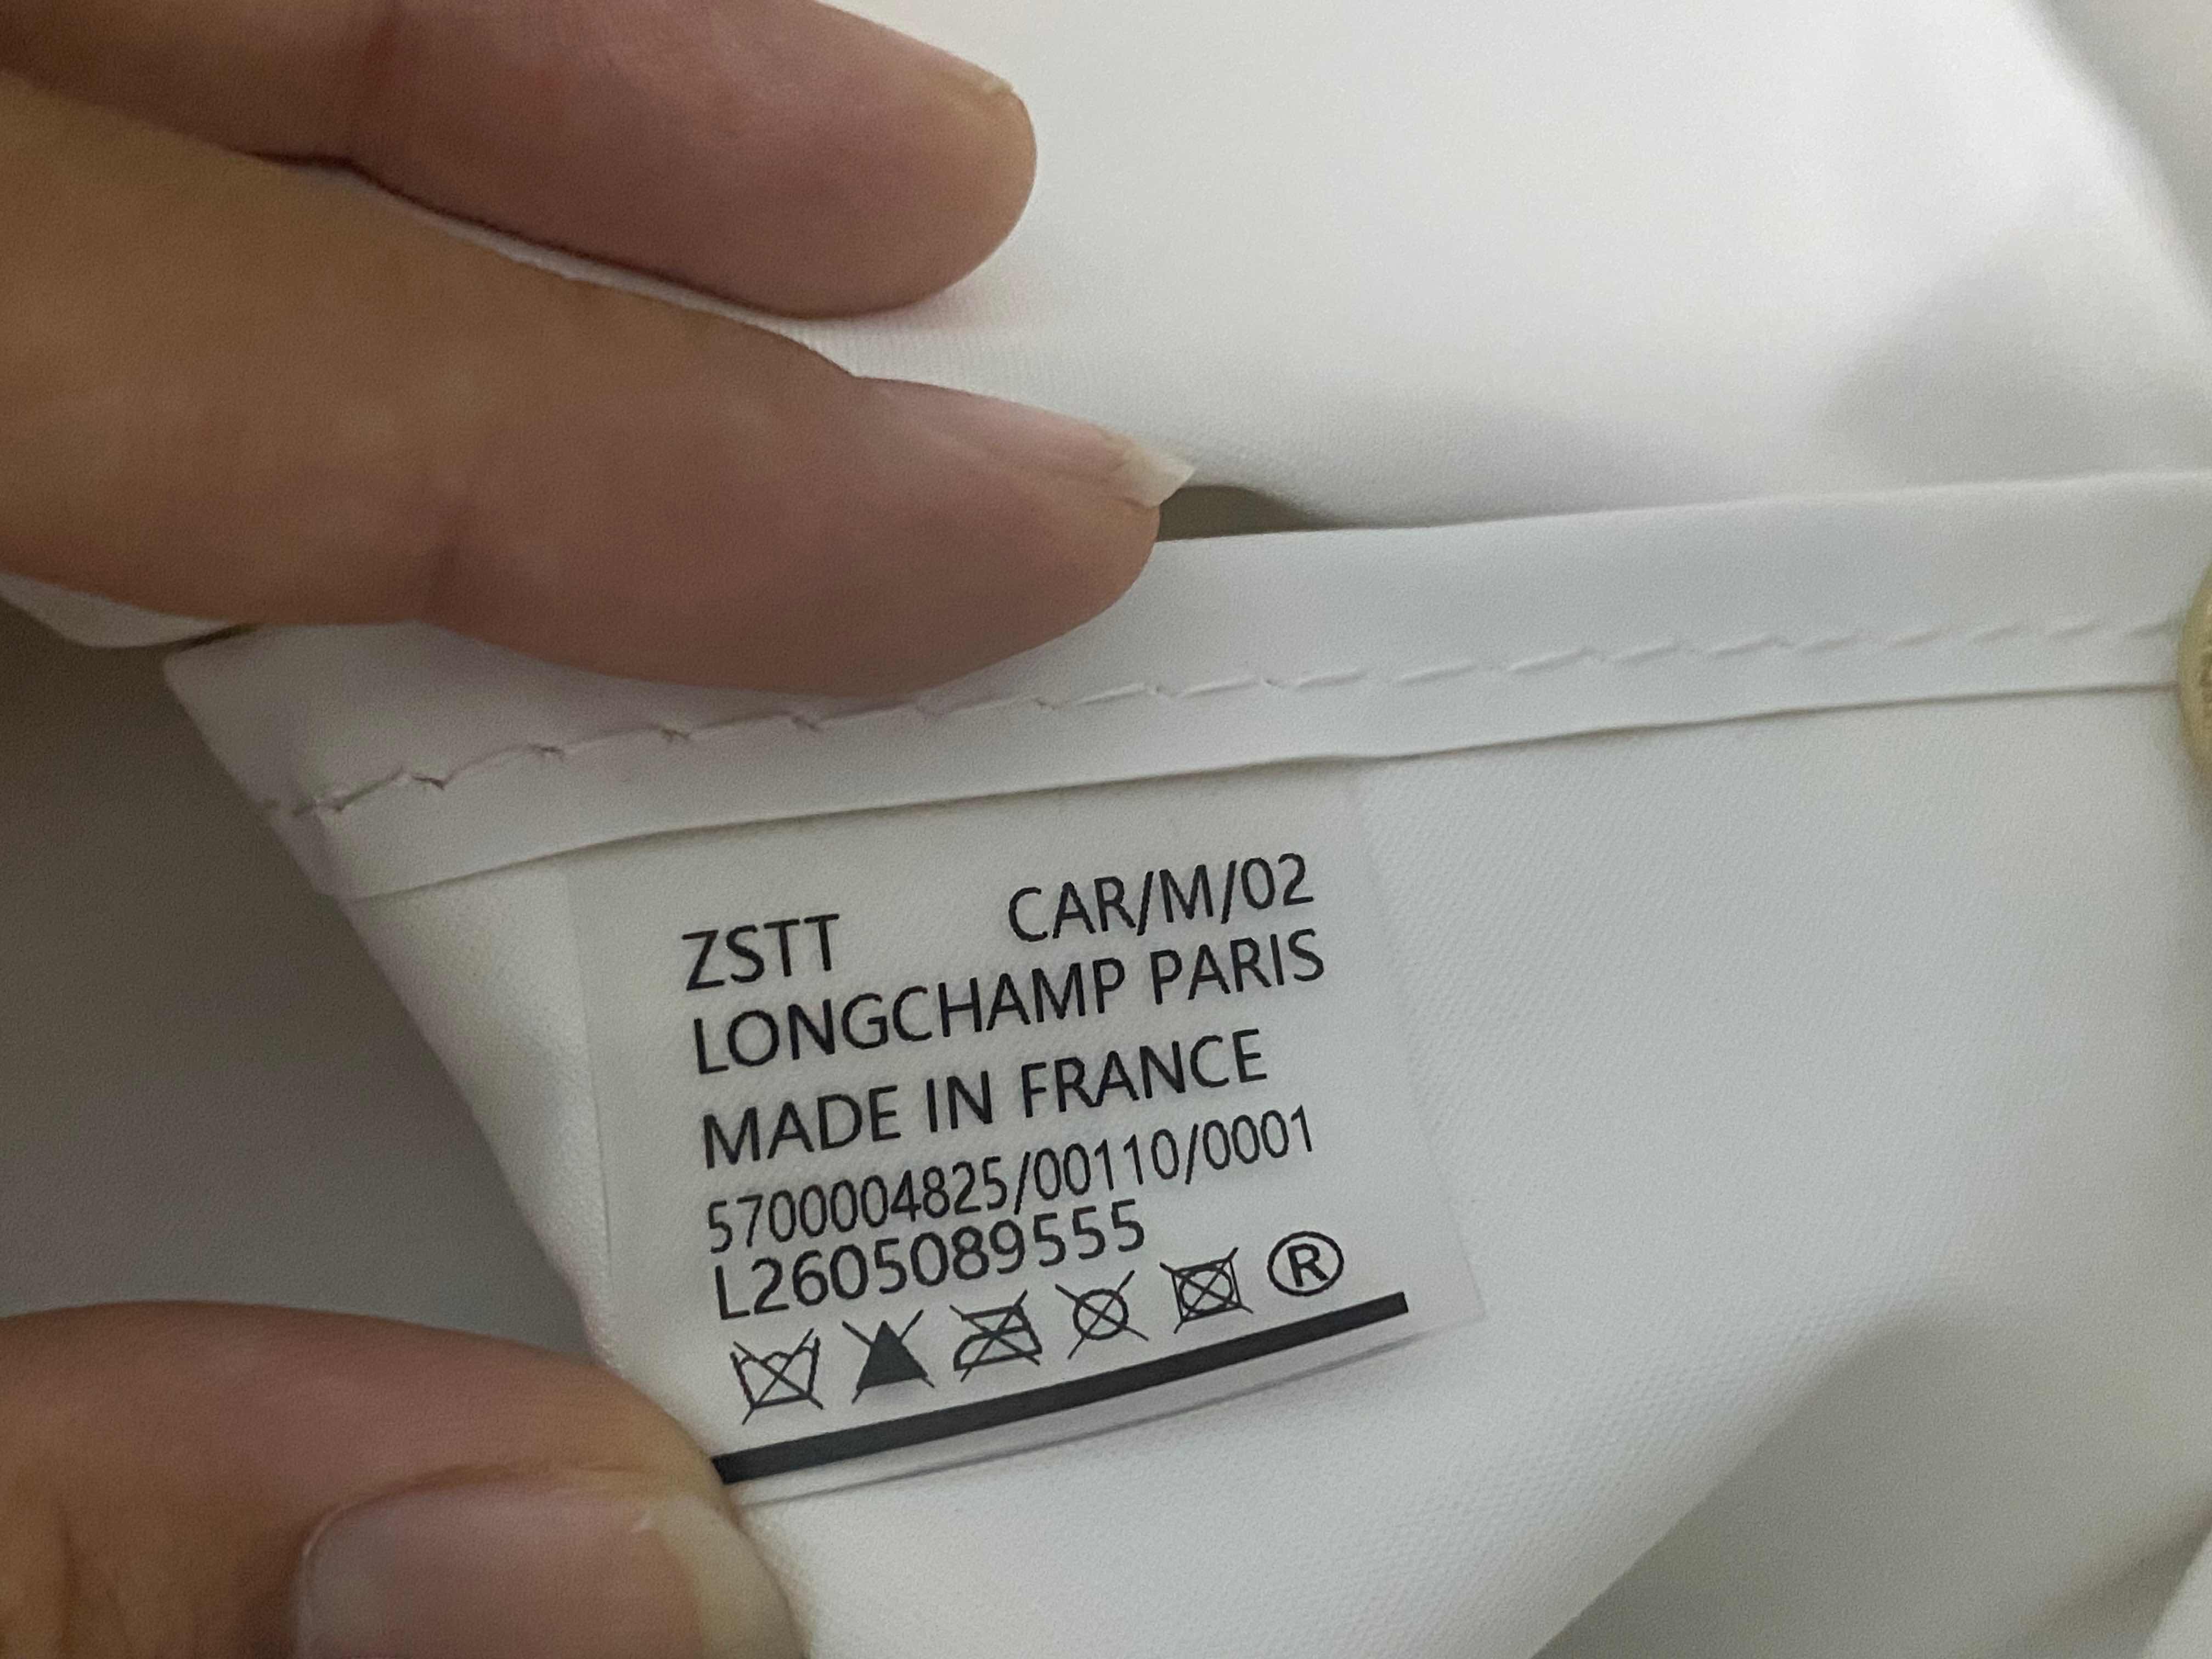 ZSTT CAR/M/02
LONGCHAMP PARIS
MADE IN FRANCE
5700004825/00110/0001
L2605089555
®